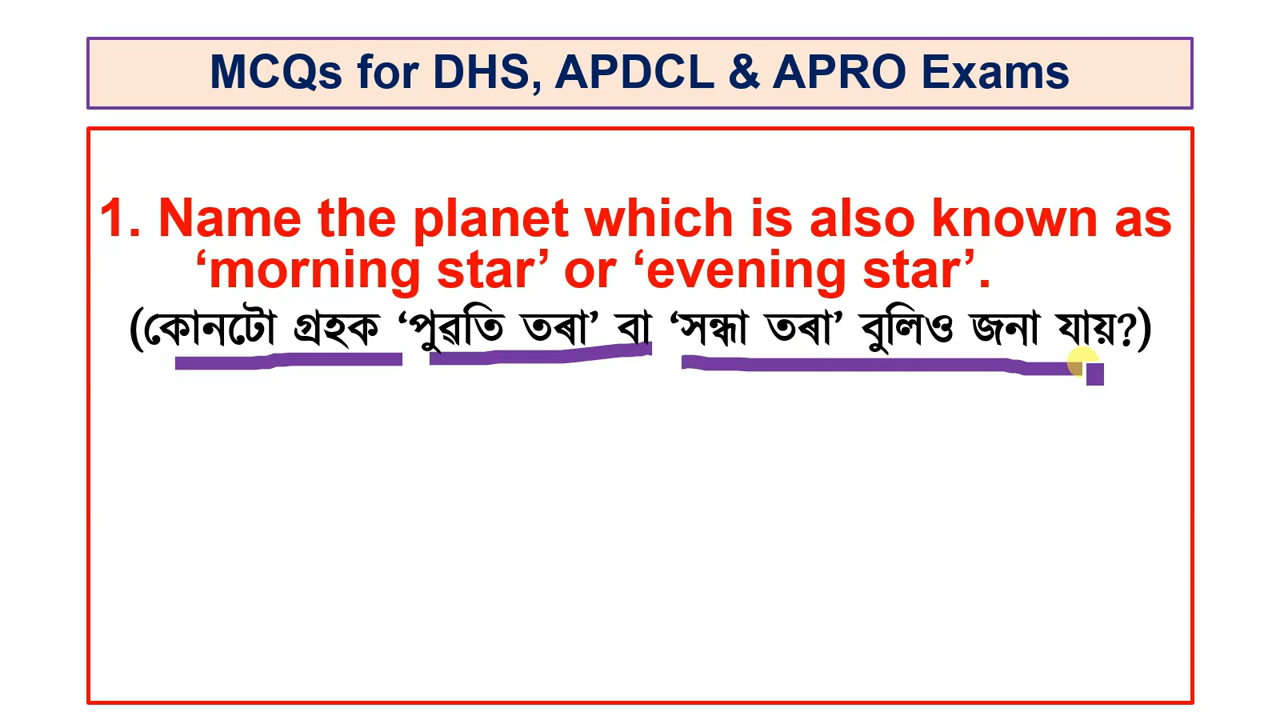 MCQs for DHS, APDCL & APRO Exams
1. Name the planet which is also known as
‘morning star’ or ‘evening star’.
(কোনটো গ্ৰহক ‘পুৱতি তৰা’ বা ‘সন্ধা তৰা’ বুলিও জনা যায়?)